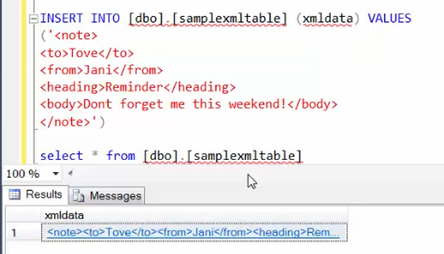 INSERT INTO [dbo].[samplexmltable] (xmldata) VALUES
('<note>
<to>Tove</to>
<from>Jani</from>
<heading>Reminder</heading>
<body>Dont forget me this weekend!</body>
</note>')
select * from [dbo].[samplexmltable]
100 %
Results Messages
xmldata
1 <note><to>Tove</to><from>Jani</from><heading>Rem...